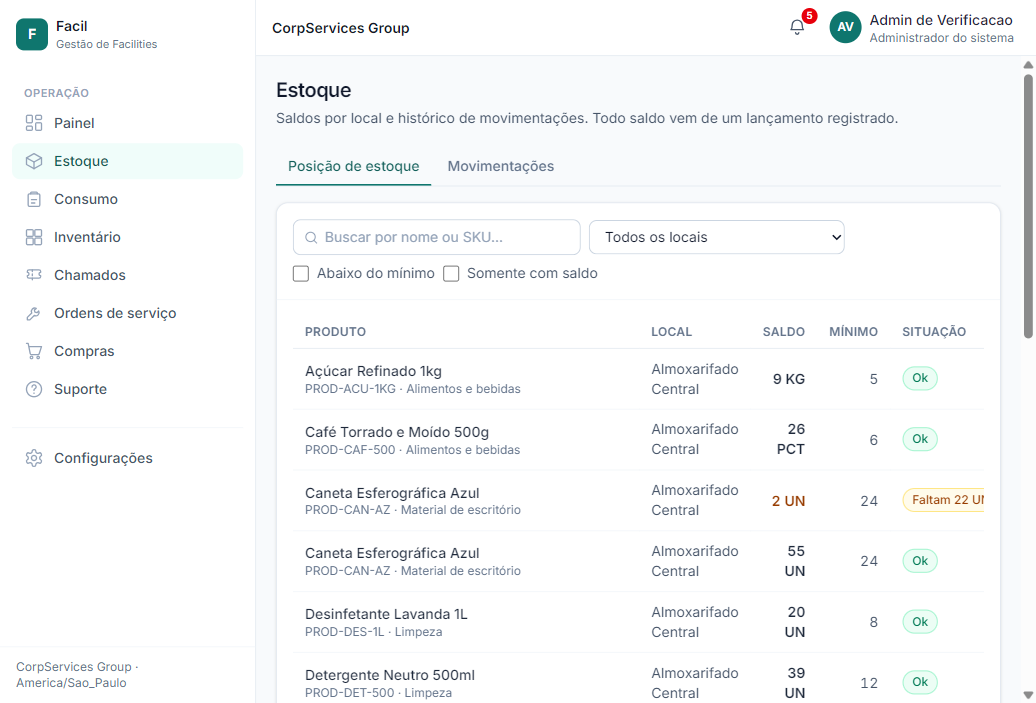 F
Facil
Gestão de Facilities
OPERAÇÃO
Painel
Estoque
Consumo
Inventário
Chamados
Ordens de serviço
Compras
Suporte
Configurações
CorpServices Group ·
America/Sao_Paulo
CorpServices Group
5
AV
Admin de Verificacao
Administrador do sistema
Estoque
Saldos por local e histórico de movimentações. Todo saldo vem de um lançamento registrado.
Posição de estoque
Movimentações
Buscar por nome ou SKU...
Todos os locais
Abaixo do mínimo
Somente com saldo
PRODUTO LOCAL SALDO MÍNIMO SITUAÇÃO
Açúcar Refinado 1kg
PROD-ACU-1KG · Alimentos e bebidas
Almoxarifado
Central
9 KG
5
Ok
Café Torrado e Moído 500g
PROD-CAF-500 · Alimentos e bebidas
Almoxarifado
Central
26
PCT
6
Ok
Caneta Esferográfica Azul
PROD-CAN-AZ · Material de escritório
Almoxarifado
Central
2 UN
24
Faltam 22 UN
Caneta Esferográfica Azul
PROD-CAN-AZ · Material de escritório
Almoxarifado
Central
55
UN
24
Ok
Desinfetante Lavanda 1L
PROD-DES-1L · Limpeza
Almoxarifado
Central
20
UN
8
Ok
Detergente Neutro 500ml
PROD-DET-500 · Limpeza
Almoxarifado
Central
39
UN
12
Ok